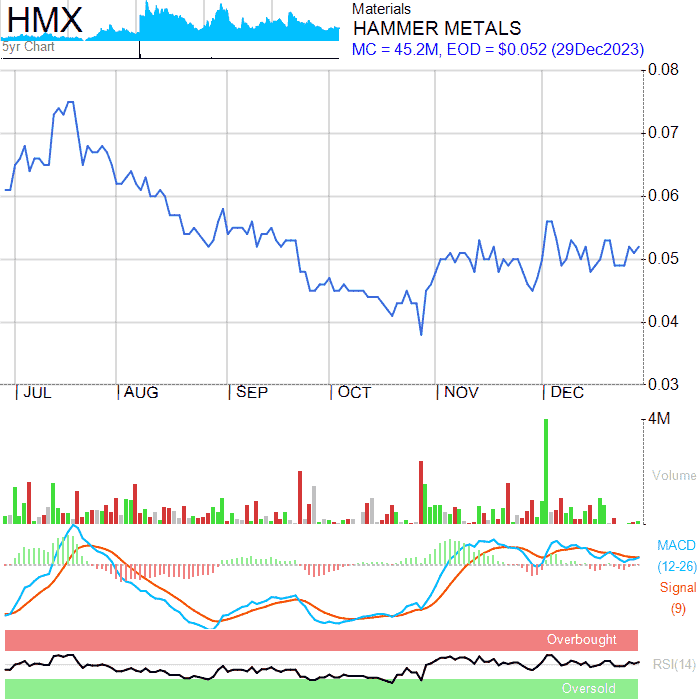 HMX
5yr Chart
Materials
HAMMER METALS
MC = 45.2M, EOD = $0.052 (29Dec2023)
0.08
0.07
0.06
0.05
0.04
0.03
JUL AUG SEP OCT NOV DEC
4M
Volume
MACD
(12-26)
Signal
(9)
Overbought
RSI(14)
Oversold